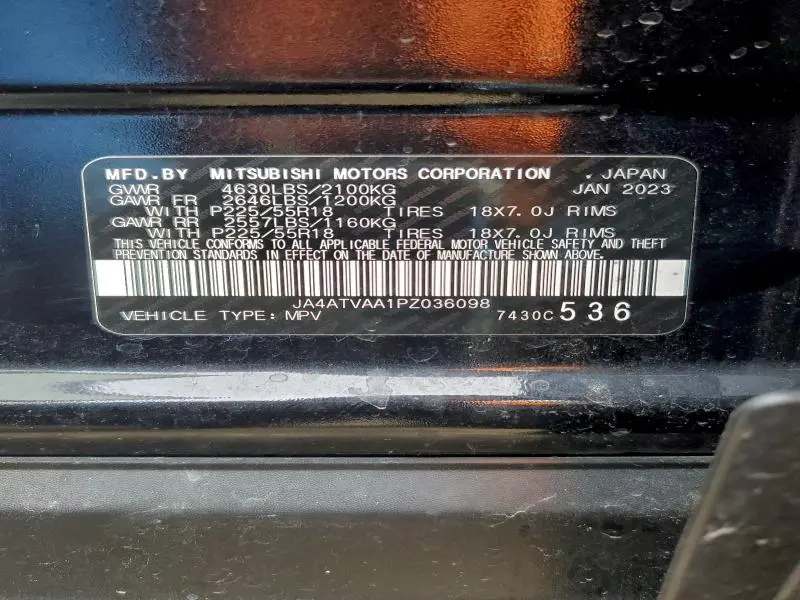 MFD.BY MITSUBISHI MOTORS CORPORATION , JAPAN
GVWR 4630LBS/2100KG JAN 2023
GAWR FR 2646LBS/1200KG
WITH P225/55R18 TIRES 18X7.0J RIMS
GAWR RR 2557LBS/1160KG
WITH P225/55R18 TIRES 18X7.0J RIMS
THIS VEHICLE CONFORMS TO ALL APPLICABLE FEDERAL MOTOR VEHICLE SAFETY AND THEFT
PREVENTION STANDARDS IN EFFECT ON THE DATE OF MANUFACTURE SHOWN ABOVE.
JA4ATVAA1PZ036098
VEHICLE TYPE: MPV 7430C 536